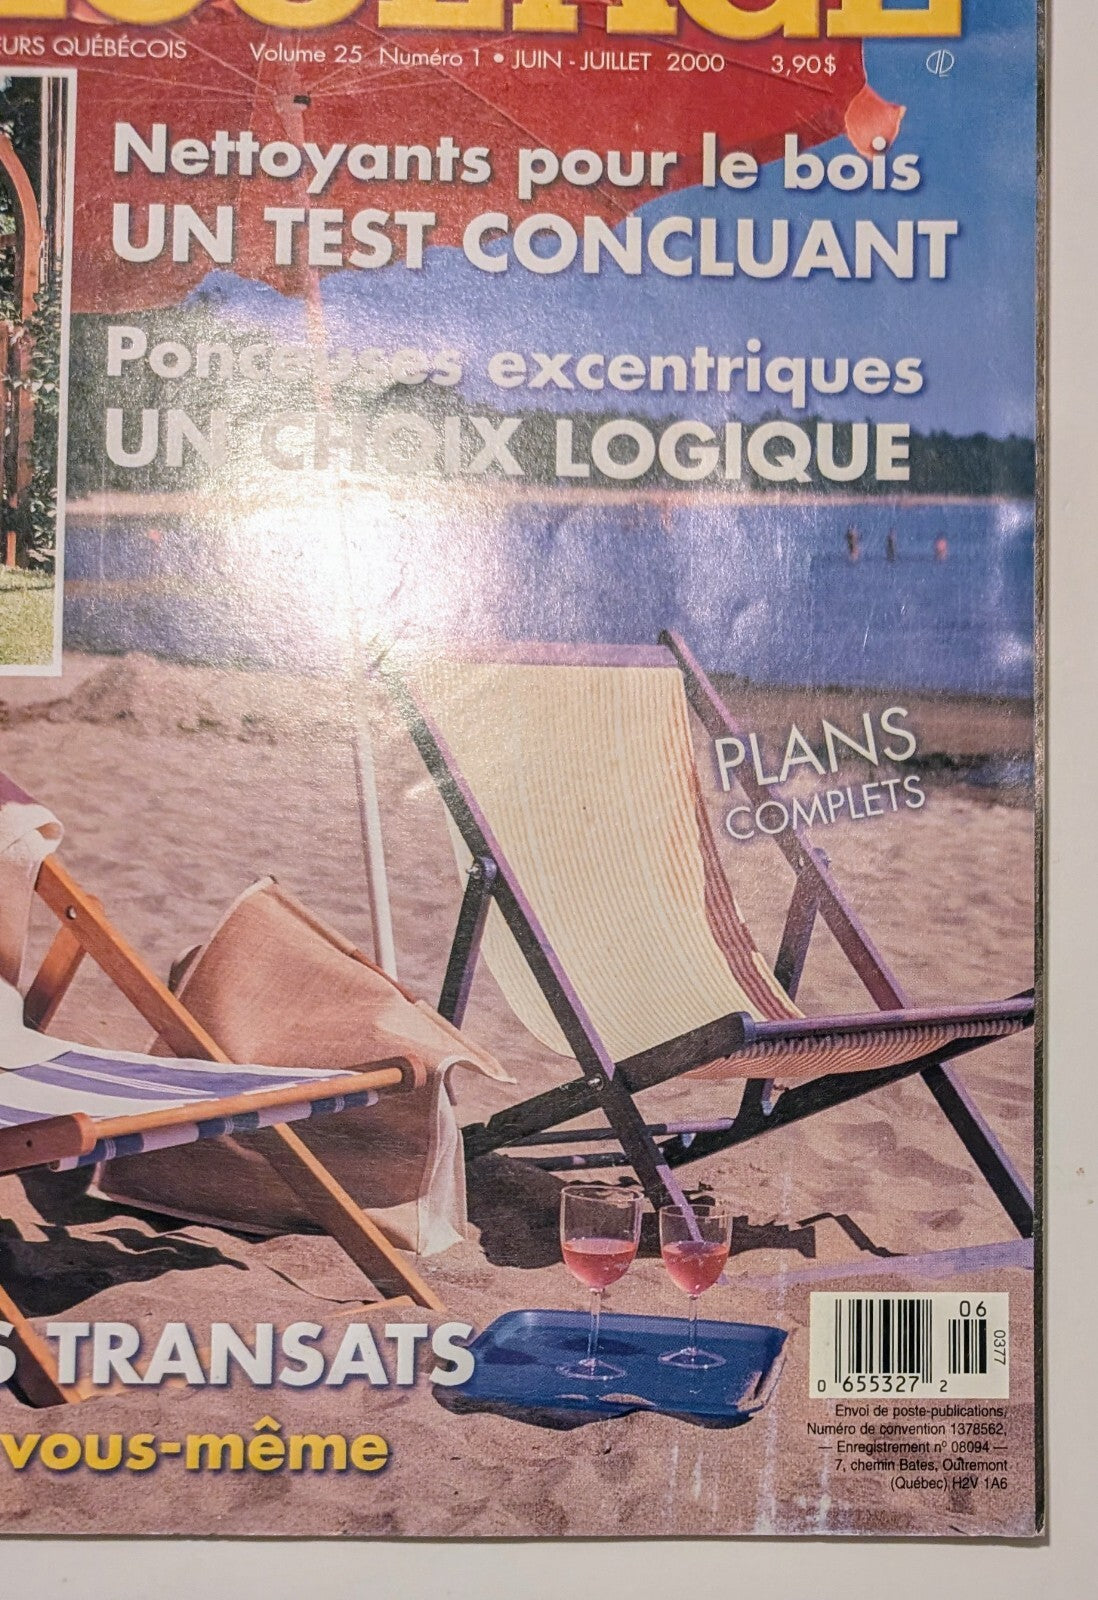 EURS QUÉBÉCOIS Volume 25 Numéro 1 • JUIN - JUILLET 2000 3,90$
Nettoyants pour le bois
UN TEST CONCLUANT
Ponceuses excentriques
UN CHOIX LOGIQUE
PLANS
COMPLETS
S TRANSATS
vous-même
06
0377
0 655327 2
Envoi de poste-publications,
Numéro de convention 1378562,
— Enregistrement nº 08094 —
7, chemin Bates, Outremont
(Québec) H2V 1A6